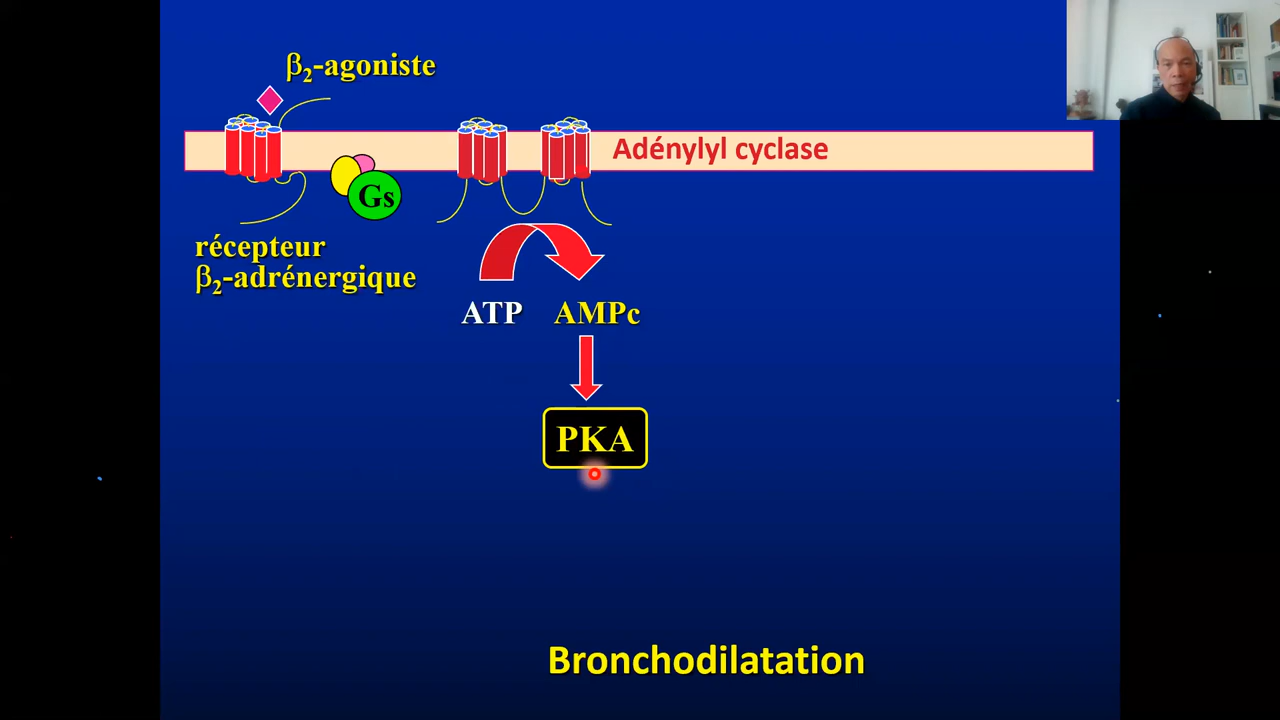 β₂-agoniste
Adénylyl cyclase
Gs
récepteur
β₂-adrénergique
ATP AMPc
PKA
Bronchodilatation